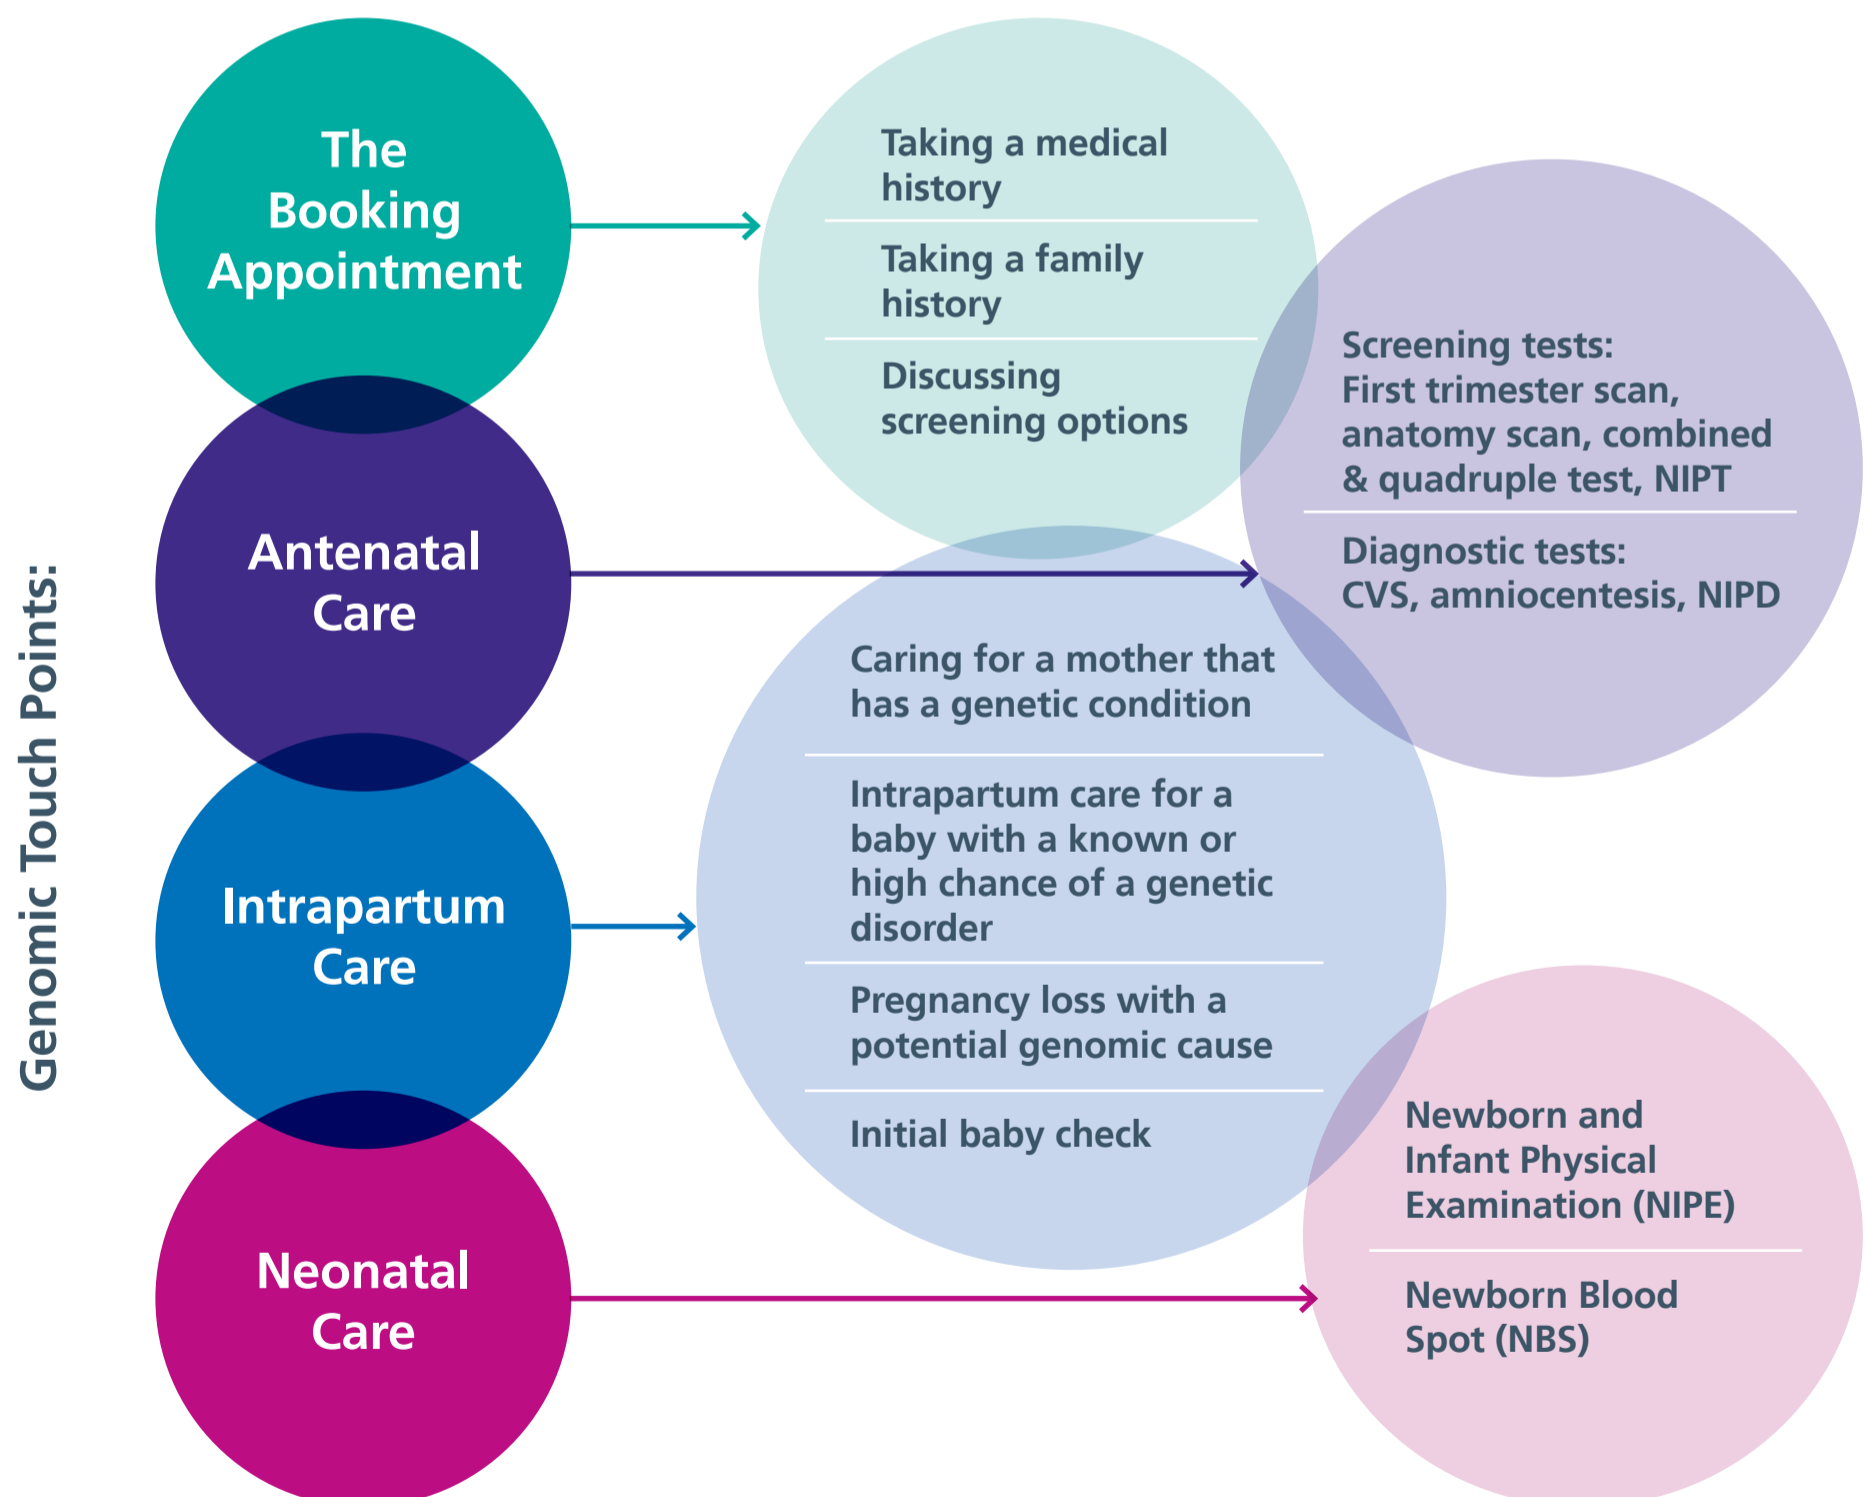 Genomic Touch Points:
The
Booking
Appointment
Taking a medical
history
Taking a family
history
Discussing
screening options
Antenatal
Care
Screening tests:
First trimester scan,
anatomy scan, combined
& quadruple test, NIPT
Diagnostic tests:
CVS, amniocentesis, NIPD
Intrapartum
Care
Caring for a mother that
has a genetic condition
Intrapartum care for a
baby with a known or
high chance of a genetic
disorder
Pregnancy loss with a
potential genomic cause
Initial baby check
Neonatal
Care
Newborn and
Infant Physical
Examination (NIPE)
Newborn Blood
Spot (NBS)